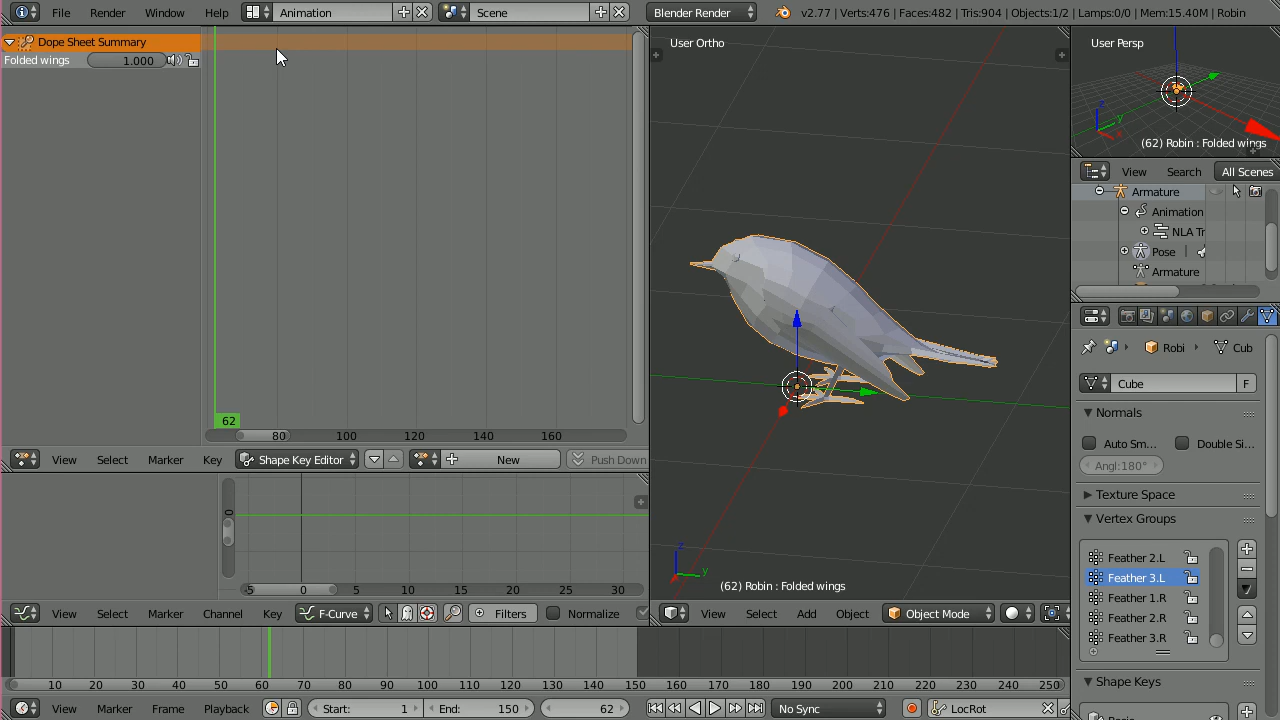 File Render Window Help Animation Scene Blender Render v2.77 | Verts:476 | Faces:482 | Tris:904 | Objects:1/2 | Lamps:0/0 | Mem:15.40M | Robin
Dope Sheet Summary
Folded wings 1.000
62
80 100 120 140 160
View Select Marker Key Shape Key Editor New Push Down
0
-5 0 5 10 15 20 25 30
View Select Marker Channel Key F-Curve Filters Normalize
User Ortho
z
y
(62) Robin : Folded wings
View Select Add Object Object Mode
User Persp
z
y
x
(62) Robin : Folded wings
View Search All Scenes
Armature
Animation
NLA Tr
Pose
Armature
Robi Cub
Cube F
Normals
Auto Sm... Double Si...
Angl:180°
Texture Space
Vertex Groups
Feather 2.L
Feather 3.L
Feather 1.R
Feather 2.R
Feather 3.R
Shape Keys
10 20 30 40 50 60 70 80 90 100 110 120 130 140 150 160 170 180 190 200 210 220 230 240 250
View Marker Frame Playback Start: 1 End: 150 62 No Sync LocRot